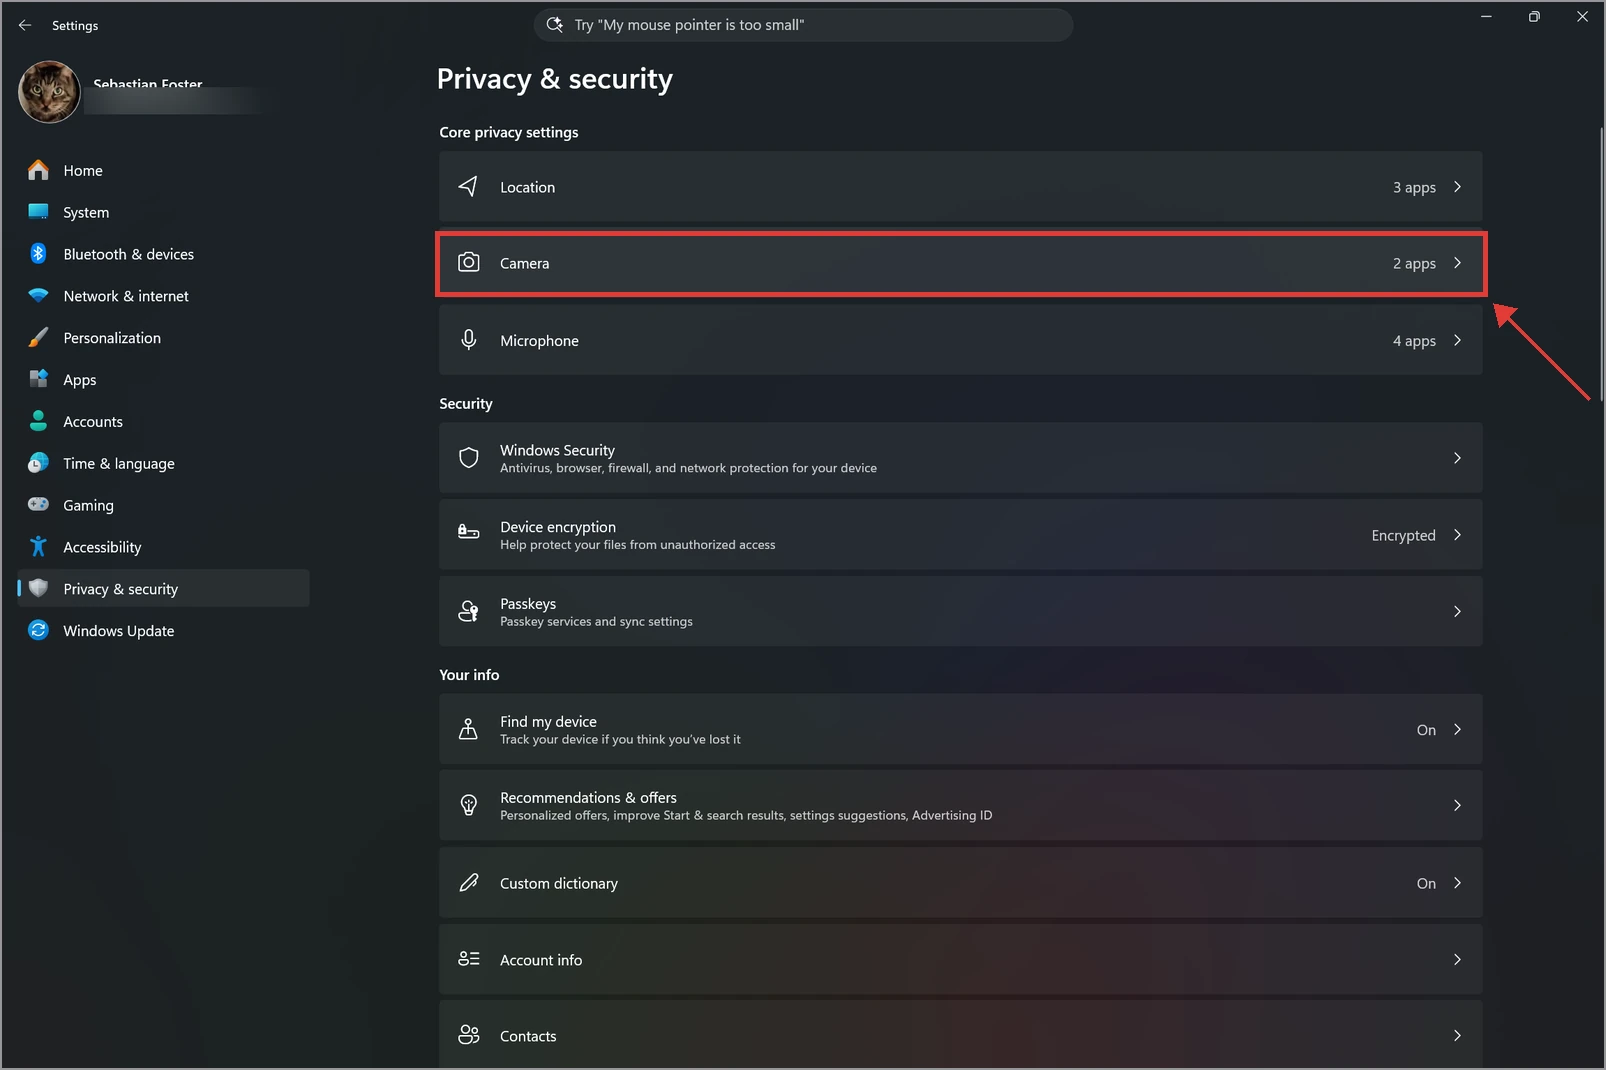 Settings
Try "My mouse pointer is too small"
Sebastian Foster
Home
System
Bluetooth & devices
Network & internet
Personalization
Apps
Accounts
Time & language
Gaming
Accessibility
Privacy & security
Windows Update
Privacy & security
Core privacy settings
Location 3 apps
Camera 2 apps
Microphone 4 apps
Security
Windows Security
Antivirus, browser, firewall, and network protection for your device
Device encryption
Help protect your files from unauthorized access
Encrypted
Passkeys
Passkey services and sync settings
Your info
Find my device
Track your device if you think you've lost it
On
Recommendations & offers
Personalized offers, improve Start & search results, settings suggestions, Advertising ID
Custom dictionary On
Account info
Contacts